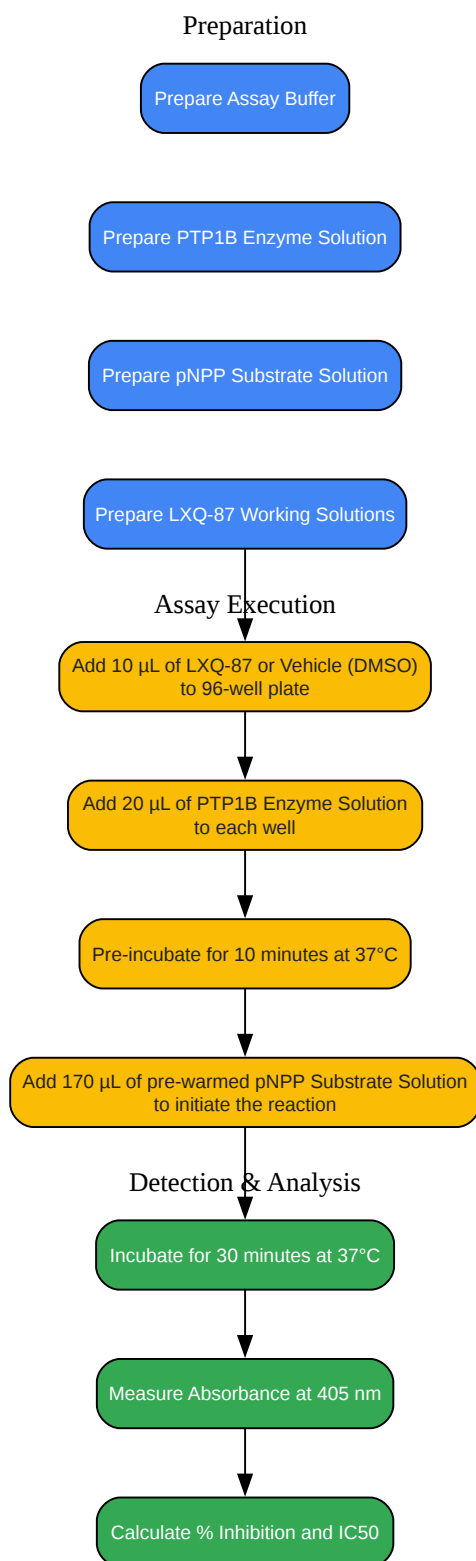 Preparation
Prepare Assay Buffer
Prepare PTP1B Enzyme Solution
Prepare pNPP Substrate Solution
Prepare LXQ-87 Working Solutions
Assay Execution
Add 10 µL of LXQ-87 or Vehicle (DMSO)
to 96-well plate
Add 20 µL of PTP1B Enzyme Solution
to each well
Pre-incubate for 10 minutes at 37°C
Add 170 µL of pre-warmed pNPP Substrate Solution
to initiate the reaction
Detection & Analysis
Incubate for 30 minutes at 37°C
Measure Absorbance at 405 nm
Calculate % Inhibition and IC50